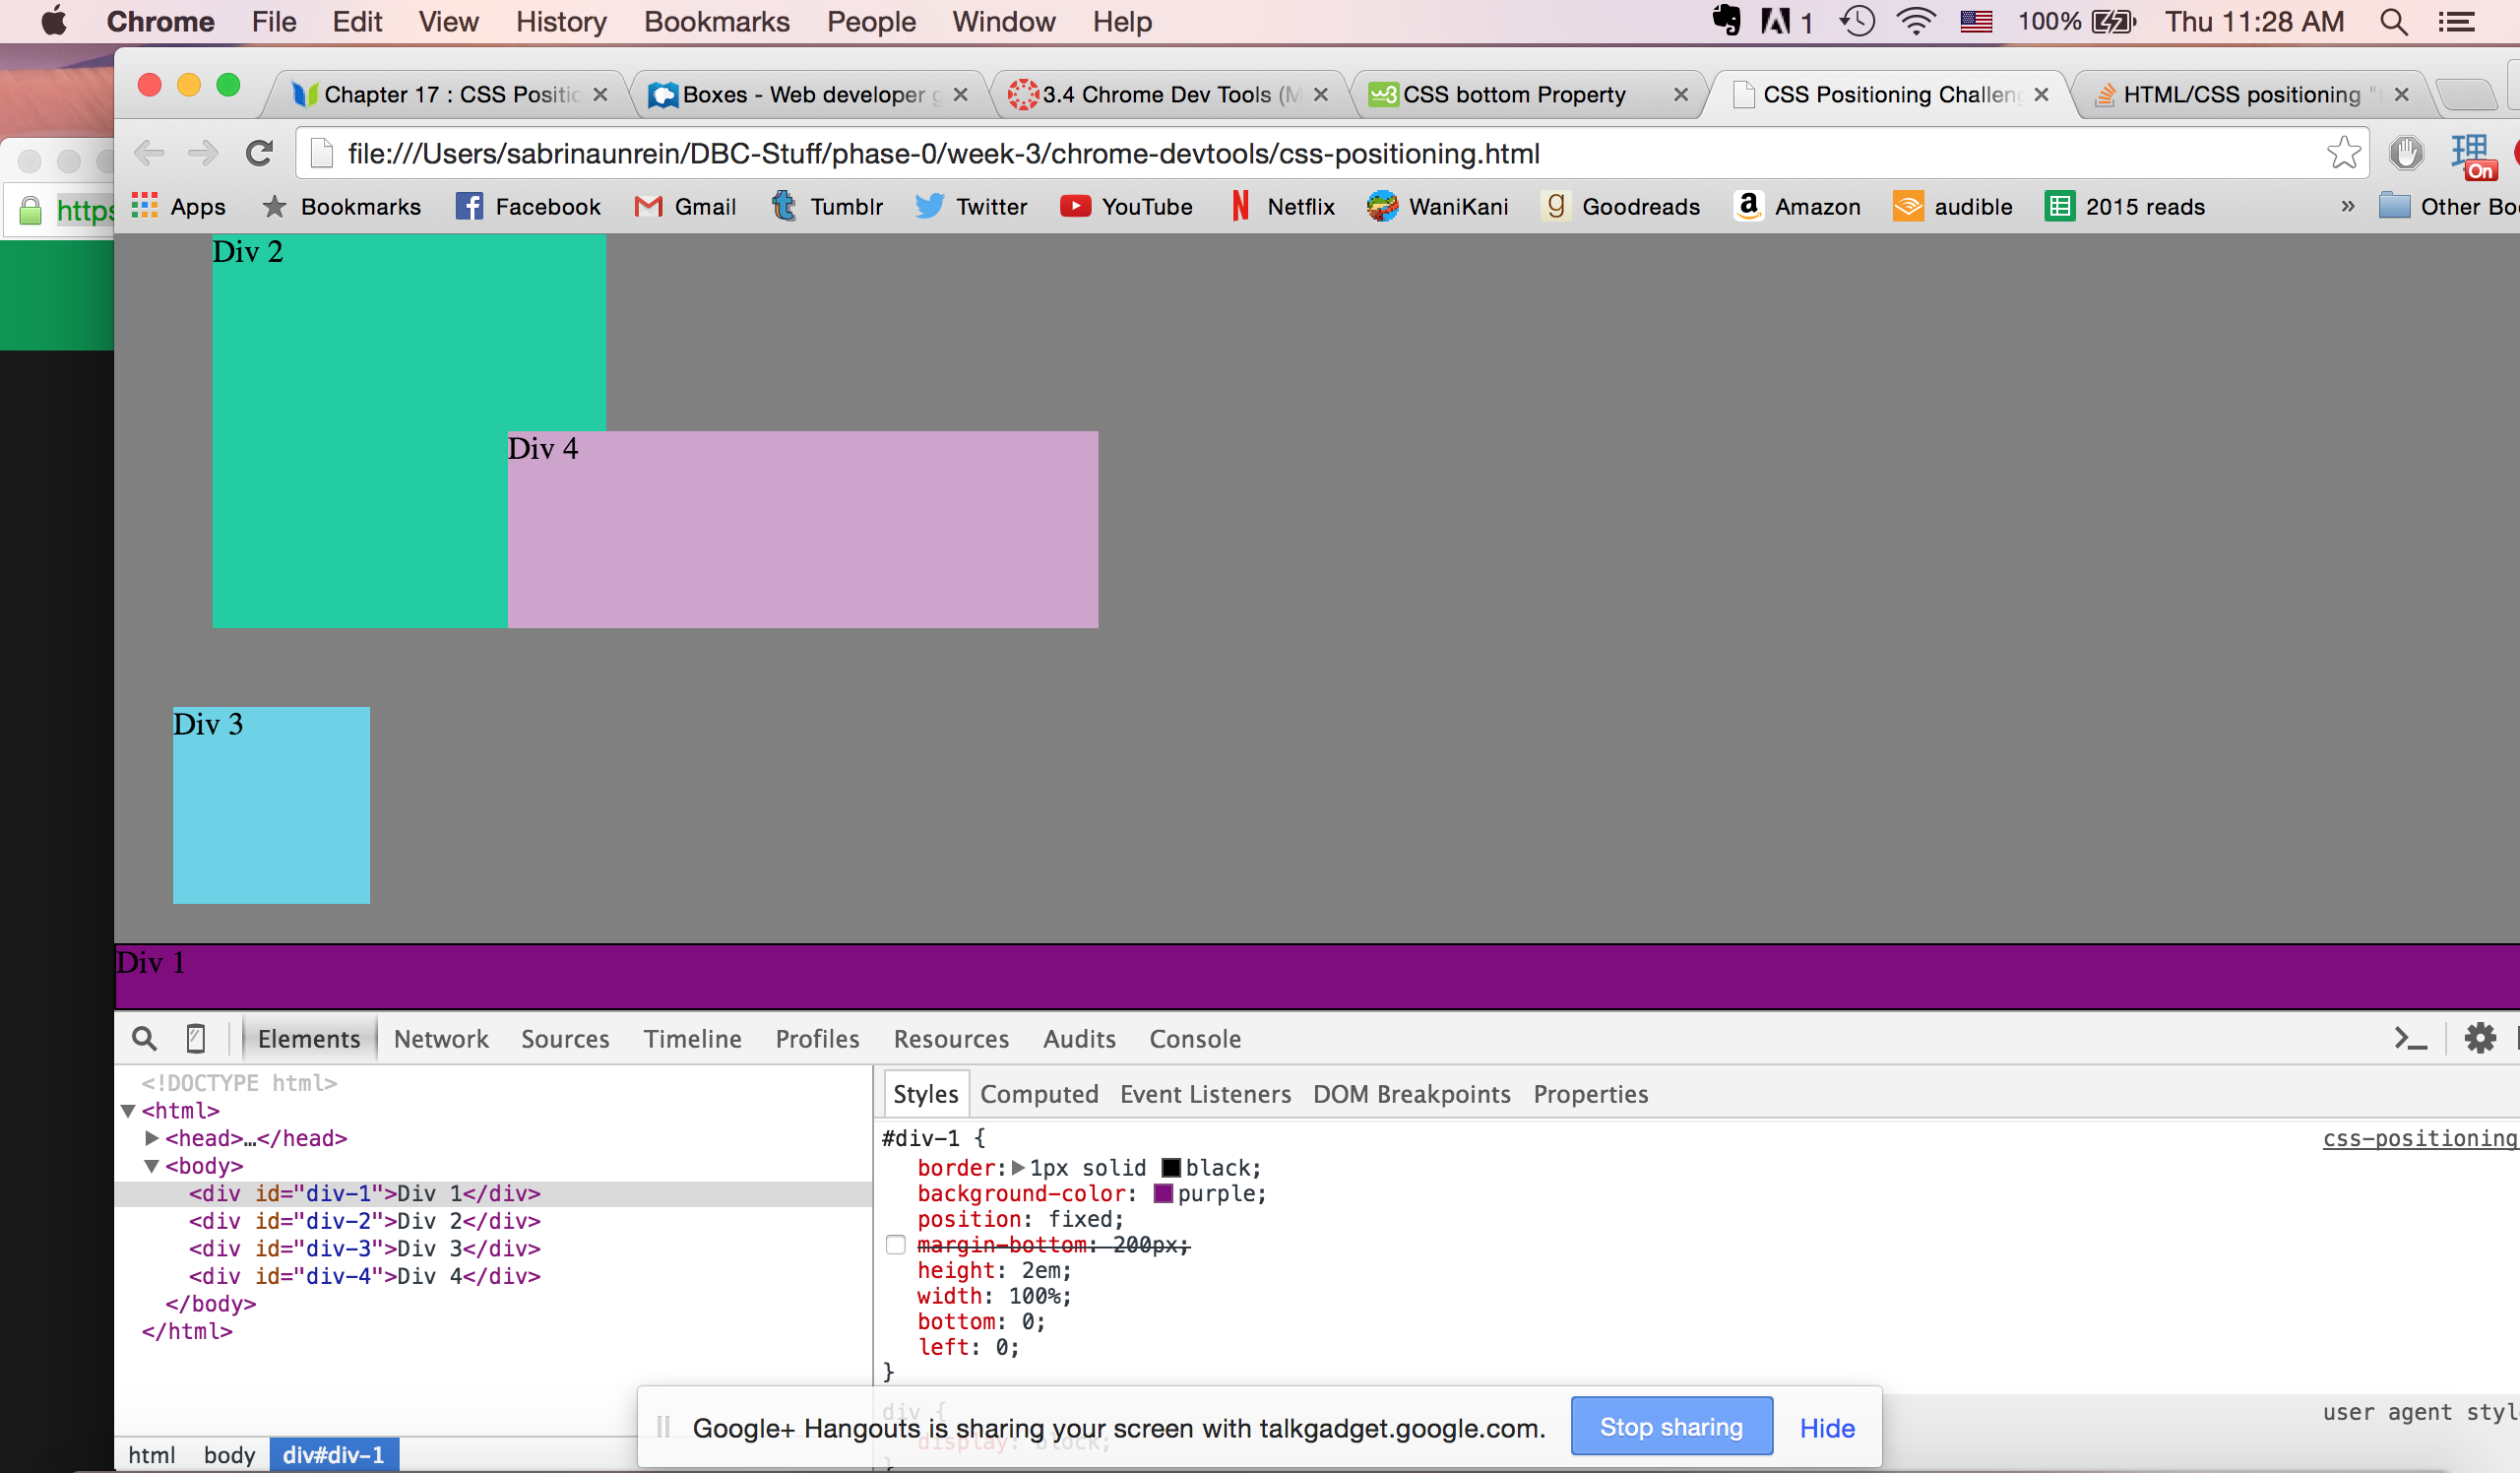 Chrome File Edit View History Bookmarks People Window Help 1 100% Thu 11:28 AM
Chapter 17 : CSS Positic Boxes - Web developer g 3.4 Chrome Dev Tools (M w3 CSS bottom Property CSS Positioning Challeng HTML/CSS positioning "
file:///Users/sabrinaunrein/DBC-Stuff/phase-0/week-3/chrome-devtools/css-positioning.html 理 On
https
Apps Bookmarks Facebook Gmail Tumblr Twitter YouTube Netflix WaniKani Goodreads Amazon audible 2015 reads » Other Bo
Div 2
Div 4
Div 3
Div 1
Elements Network Sources Timeline Profiles Resources Audits Console
<!DOCTYPE html>
<html>
<head>…</head>
<body>
<div id="div-1">Div 1</div>
<div id="div-2">Div 2</div>
<div id="div-3">Div 3</div>
<div id="div-4">Div 4</div>
</body>
</html>
html body div#div-1
Styles Computed Event Listeners DOM Breakpoints Properties
#div-1 { css-positioning
border: 1px solid black;
background-color: purple;
position: fixed;
margin-bottom: 200px;
height: 2em;
width: 100%;
bottom: 0;
left: 0;
}
div { user agent styl
display: block;
}
Google+ Hangouts is sharing your screen with talkgadget.google.com. Stop sharing Hide